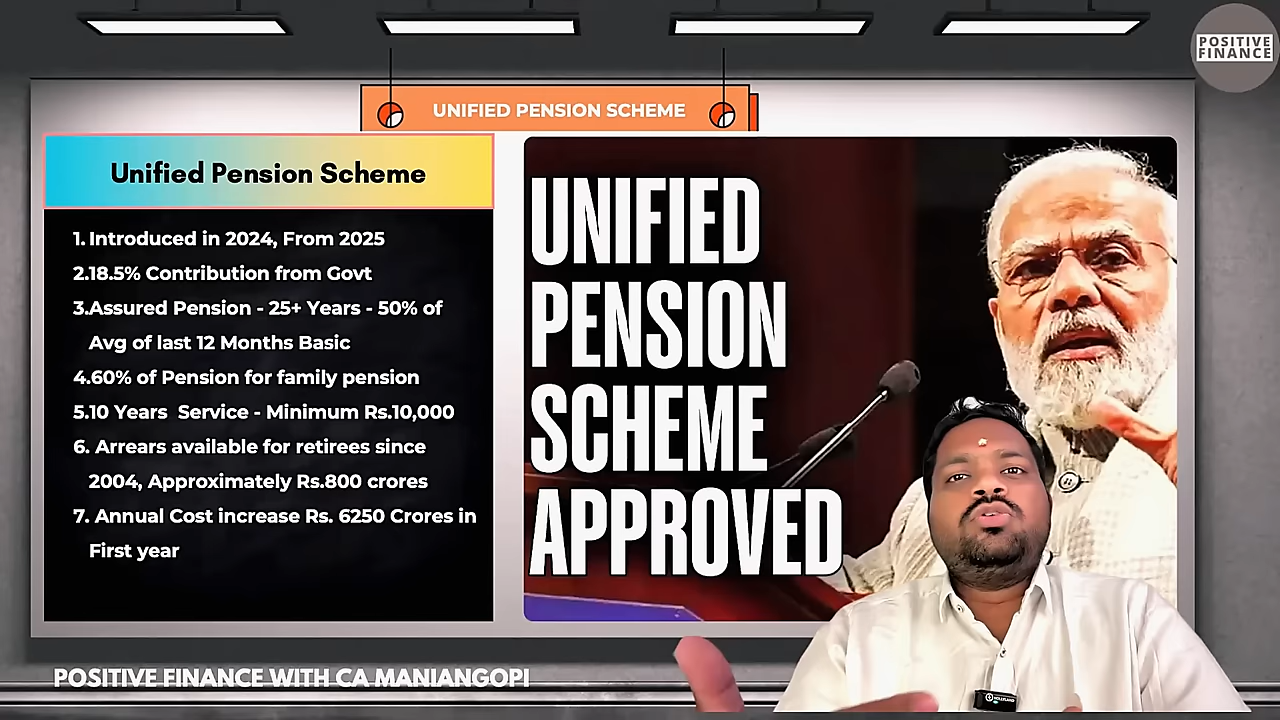 POSITIVE
FINANCE
UNIFIED PENSION SCHEME
Unified Pension Scheme
1. Introduced in 2024, From 2025
2.18.5% Contribution from Govt
3.Assured Pension - 25+ Years - 50% of
Avg of last 12 Months Basic
4.60% of Pension for family pension
5.10 Years Service - Minimum Rs.10,000
6. Arrears available for retirees since
2004, Approximately Rs.800 crores
7. Annual Cost increase Rs. 6250 Crores in
First year
UNIFIED
PENSION
SCHEME
APPROVED
POSITIVE FINANCE WITH CA MANIANGOPI